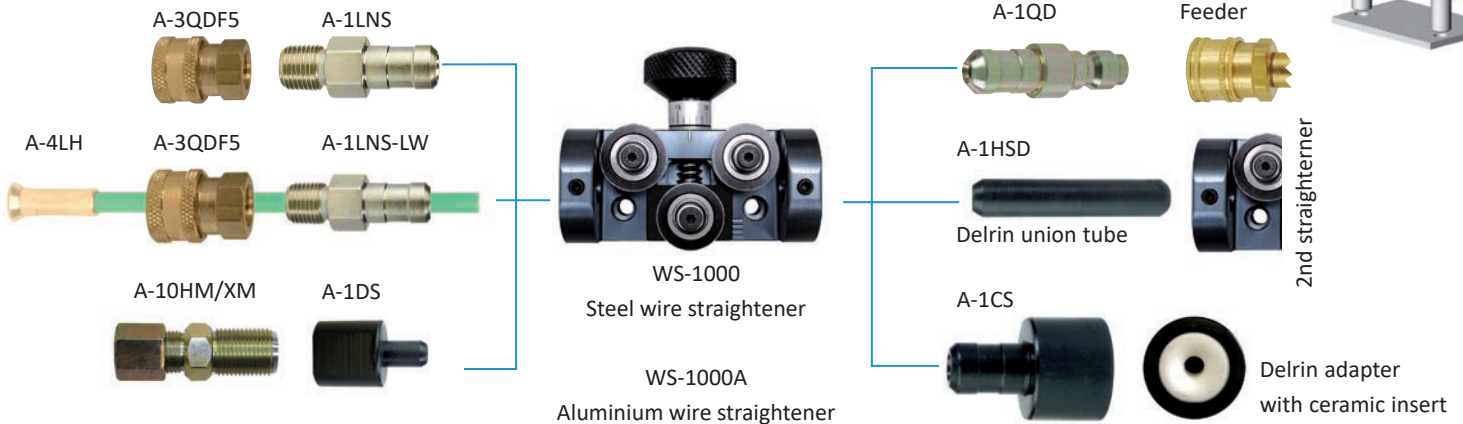 A-3QDF5
A-1LNS
A-1QD
Feeder
A-4LH
A-3QDF5
A-1LNS-LW
A-1HSD
Delrin union tube
2nd straighterner
A-10HM/XM
A-1DS
WS-1000
Steel wire straightener
A-1CS
WS-1000A
Aluminium wire straightener
Delrin adapter
with ceramic insert